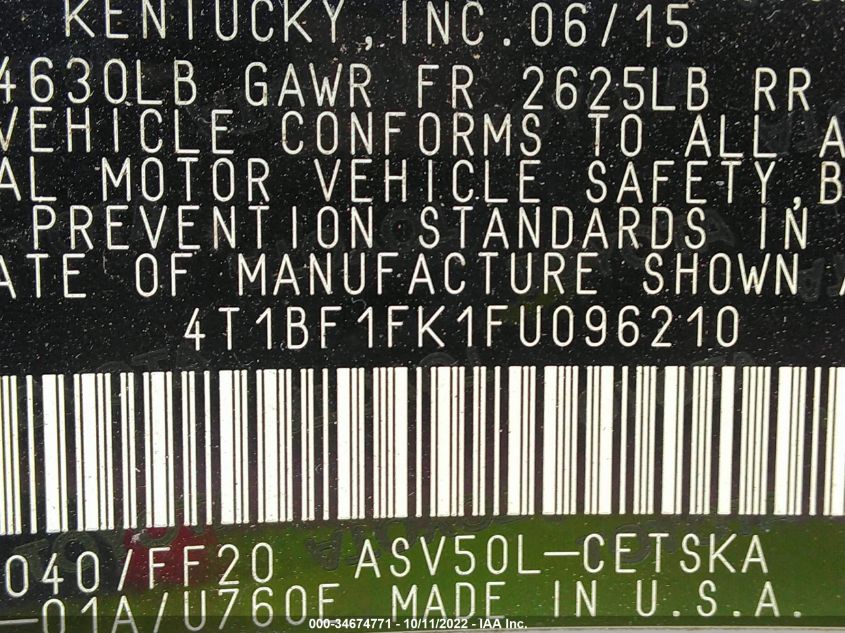 KENTUCKY, INC. 06/15
4630LB GAWR FR 2625LB RR
VEHICLE CONFORMS TO ALL A
AL MOTOR VEHICLE SAFETY, B
PREVENTION STANDARDS IN
ATE OF MANUFACTURE SHOWN A
4T1BF1FK1FU096210
040/FF20 ASV50L-CETSKA
-01A/U760E MADE IN U.S.A.
000-34674771 - 10/11/2022 - IAA Inc.